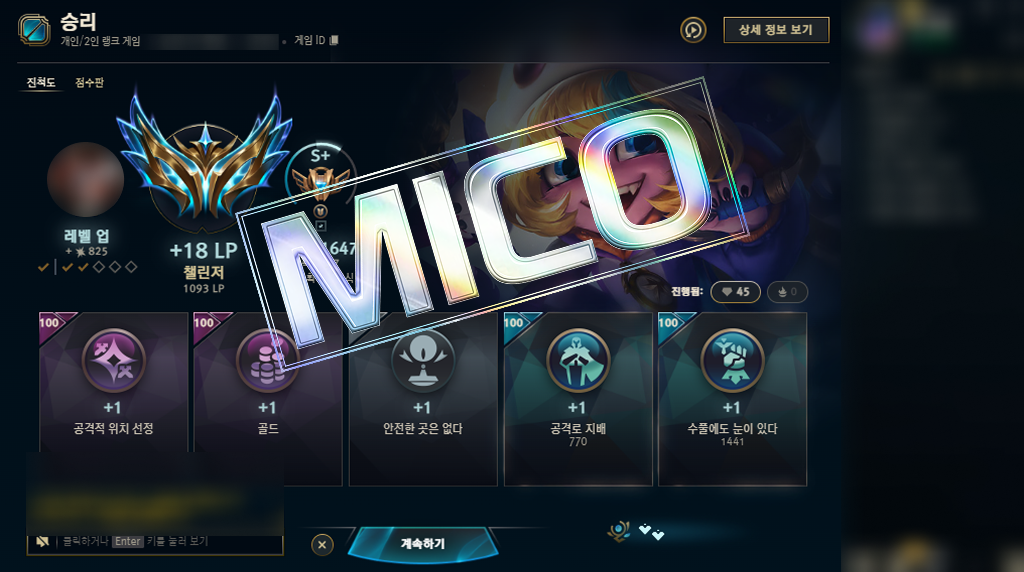 승리
개인/2인 랭크 게임
게임 ID
상세 정보 보기
진척도 점수판
S+
레벨 업
+ 825
+18 LP
챌린저
1093 LP
1647
MICO
진행됨: 45 0
100 100 100 100
+1 +1 +1 +1 +1
공격적 위치 선정 골드 안전한 곳은 없다 공격로 지배 수풀에도 눈이 있다
770 1441
클릭하거나 Enter 키를 눌러 보기
계속하기